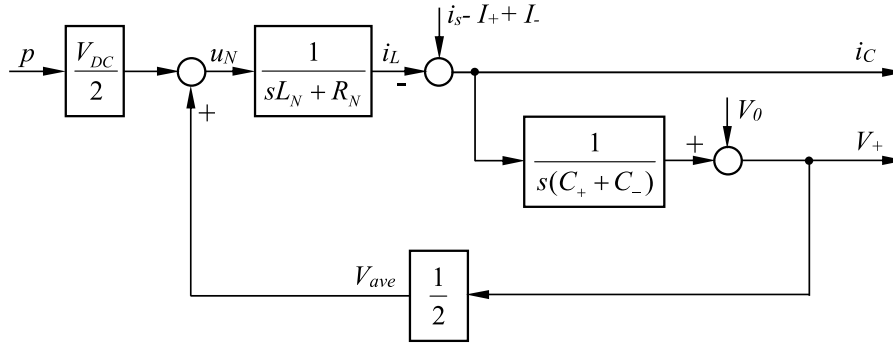 i_s - I_+ + I_-
p
V_DC
2
u_N
1
sL_N + R_N
i_L
-
i_C
+
1
s(C_+ + C_-)
+
V_0
V_+
V_ave
1
2